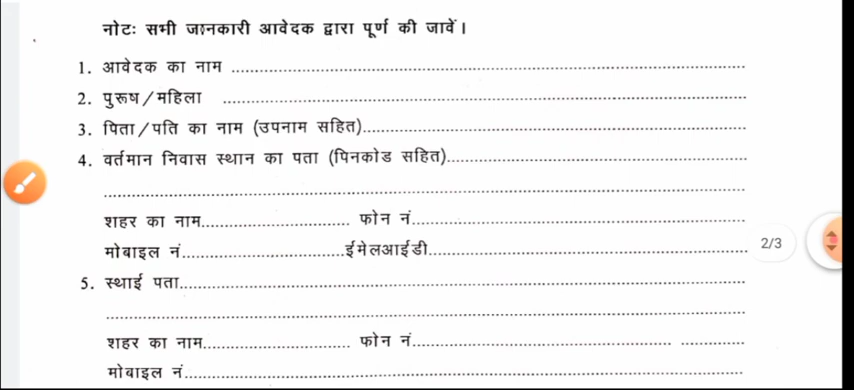 नोटः सभी जानकारी आवेदक द्वारा पूर्ण की जावें।
1. आवेदक का नाम ........................................
2. पुरूष/महिला ........................................
3. पिता/पति का नाम (उपनाम सहित)........................................
4. वर्तमान निवास स्थान का पता (पिनकोड सहित)........................................
........................................
शहर का नाम.................... फोन नं........................................
मोबाइल नं....................ईमेलआईडी........................................
2/3
5. स्थाई पता........................................
........................................
शहर का नाम.................... फोन नं.............................. ..........
मोबाइल नं........................................